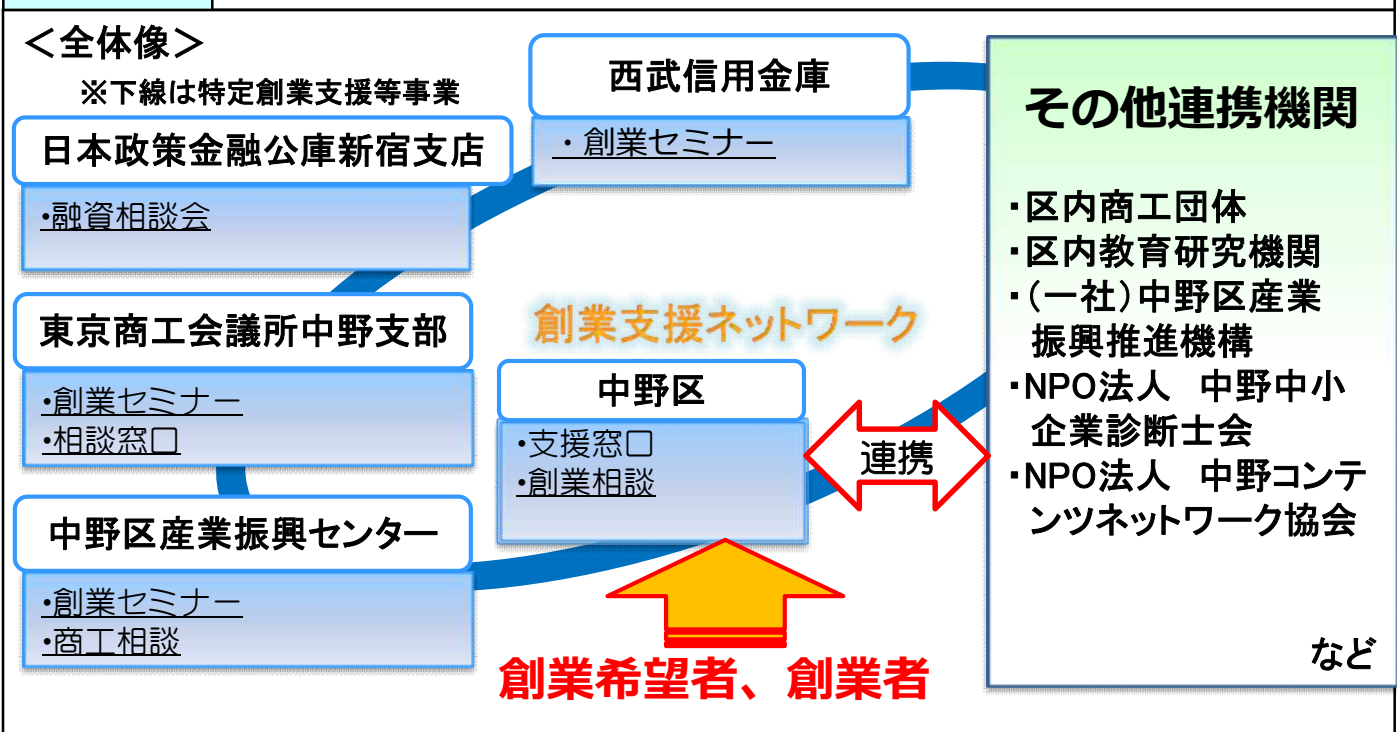 ＜全体像＞
※下線は特定創業支援等事業
西武信用金庫
・創業セミナー
日本政策金融公庫新宿支店
・融資相談会
東京商工会議所中野支部
・創業セミナー
・相談窓口
中野区産業振興センター
・創業セミナー
・商工相談
創業支援ネットワーク
中野区
・支援窓口
・創業相談
連携
創業希望者、創業者
その他連携機関
・区内商工団体
・区内教育研究機関
・(一社)中野区産業
振興推進機構
・NPO法人　中野中小
企業診断士会
・NPO法人　中野コンテ
ンツネットワーク協会
など